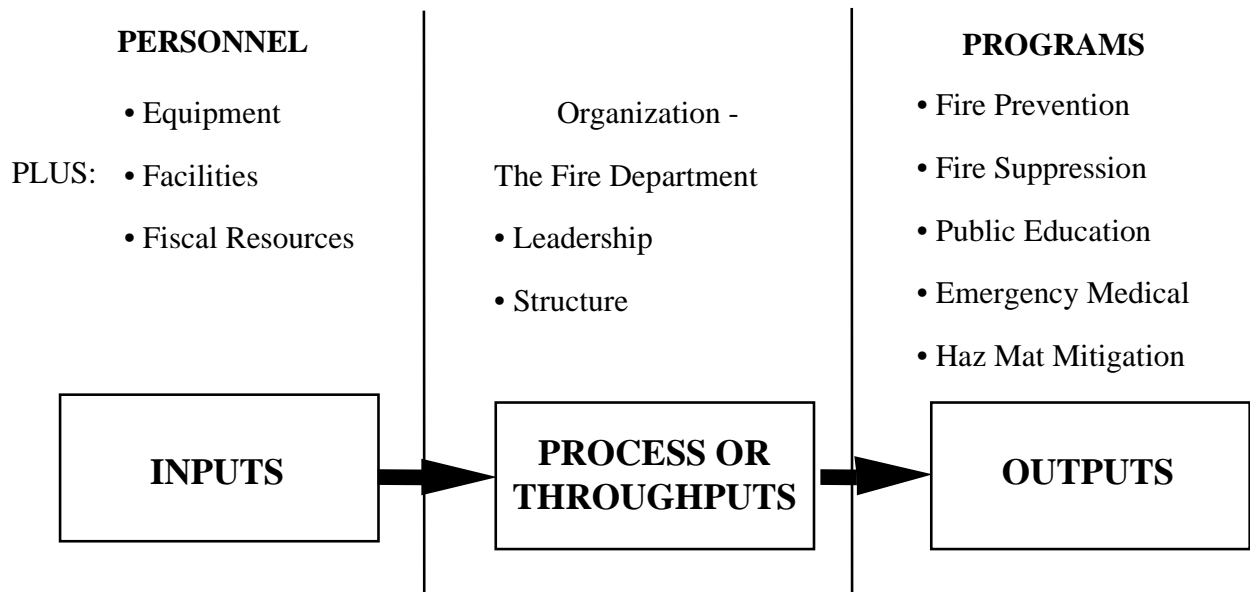 PERSONNEL
PLUS:
• Equipment
• Facilities
• Fiscal Resources
INPUTS
Organization -
The Fire Department
• Leadership
• Structure
PROCESS OR
THROUGHPUTS
PROGRAMS
• Fire Prevention
• Fire Suppression
• Public Education
• Emergency Medical
• Haz Mat Mitigation
OUTPUTS